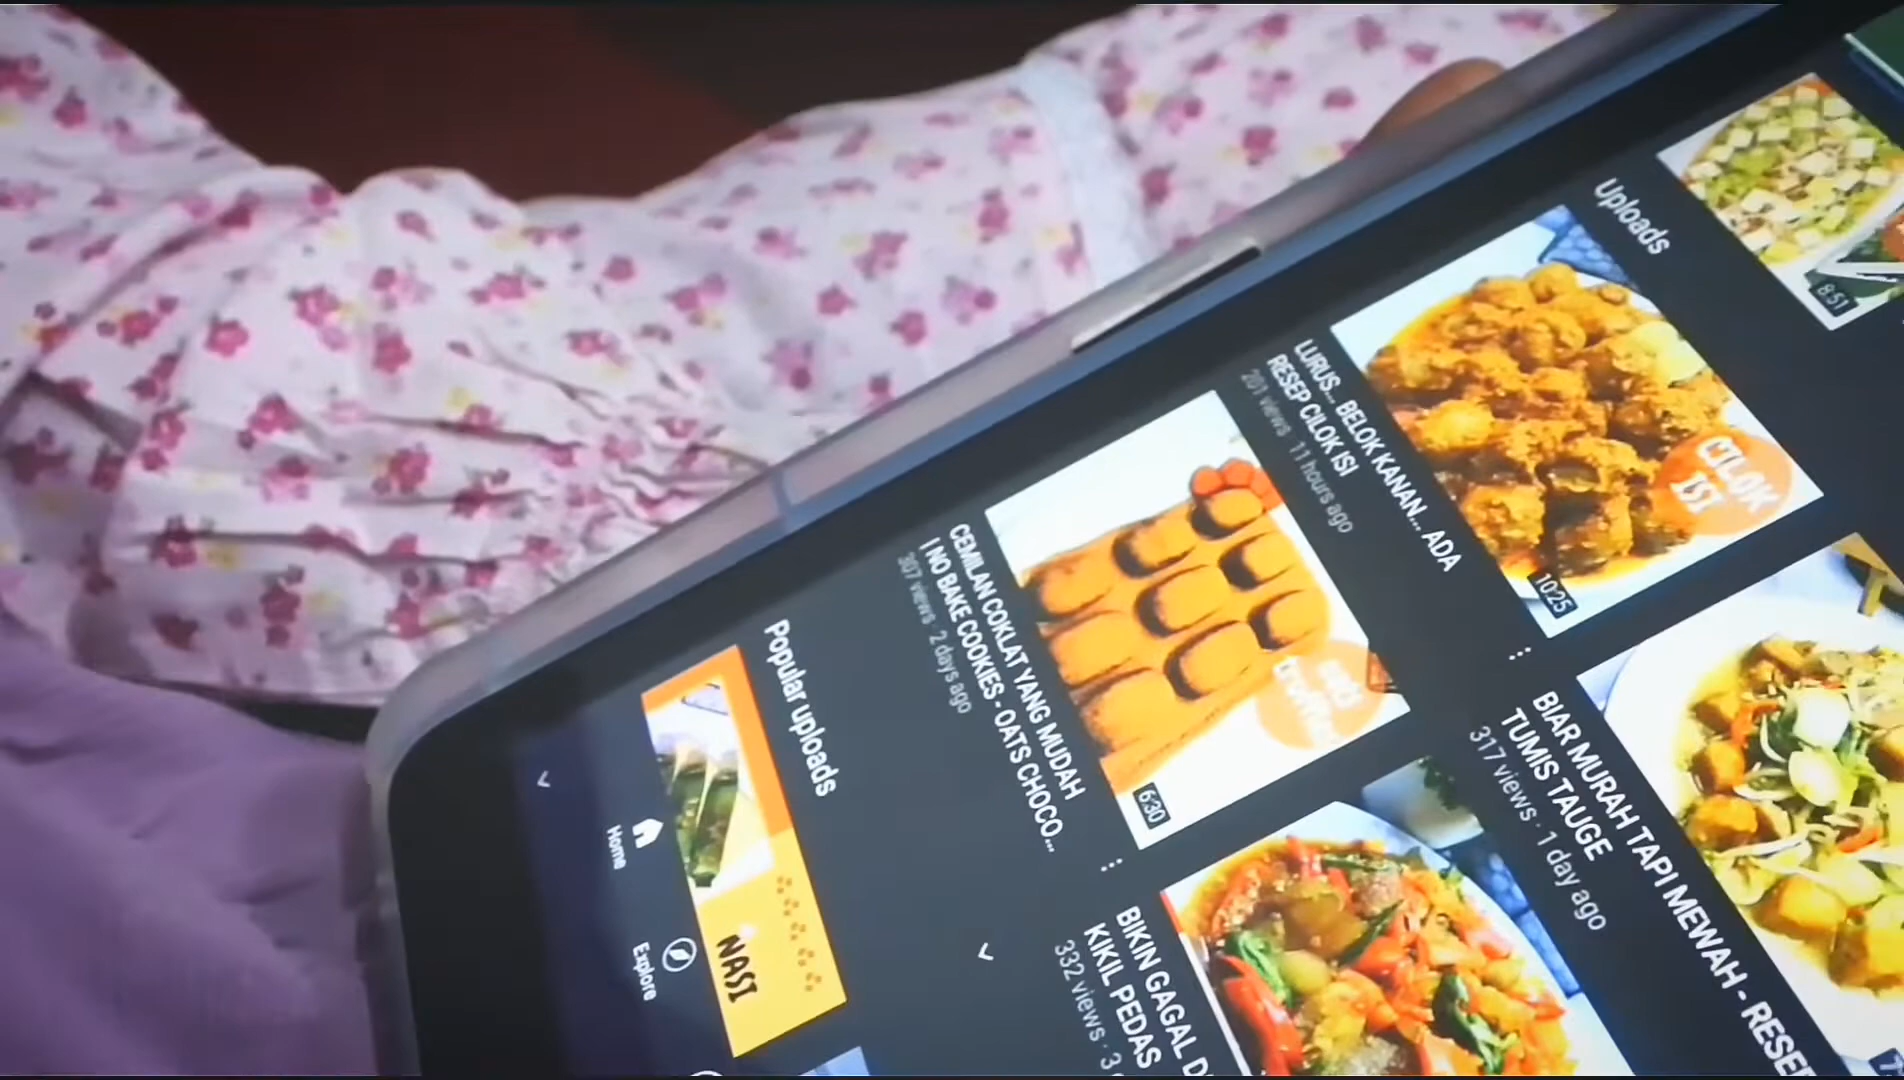 Uploads
8:51
CILOK
ISI
10:25
LURUS... BELOK KANAN... ADA
RESEP CILOK ISI
201 views · 11 hours ago
BIAR MURAH TAPI MEWAH - RESEP
TUMIS TAUGE
317 views · 1 day ago
6:30
CEMILAN COKLAT YANG MUDAH
| NO BAKE COOKIES - OATS CHOCO...
307 views · 2 days ago
BIKIN GAGAL D
KIKIL PEDAS
332 views · 3
Popular uploads
NASI
Home
Explore